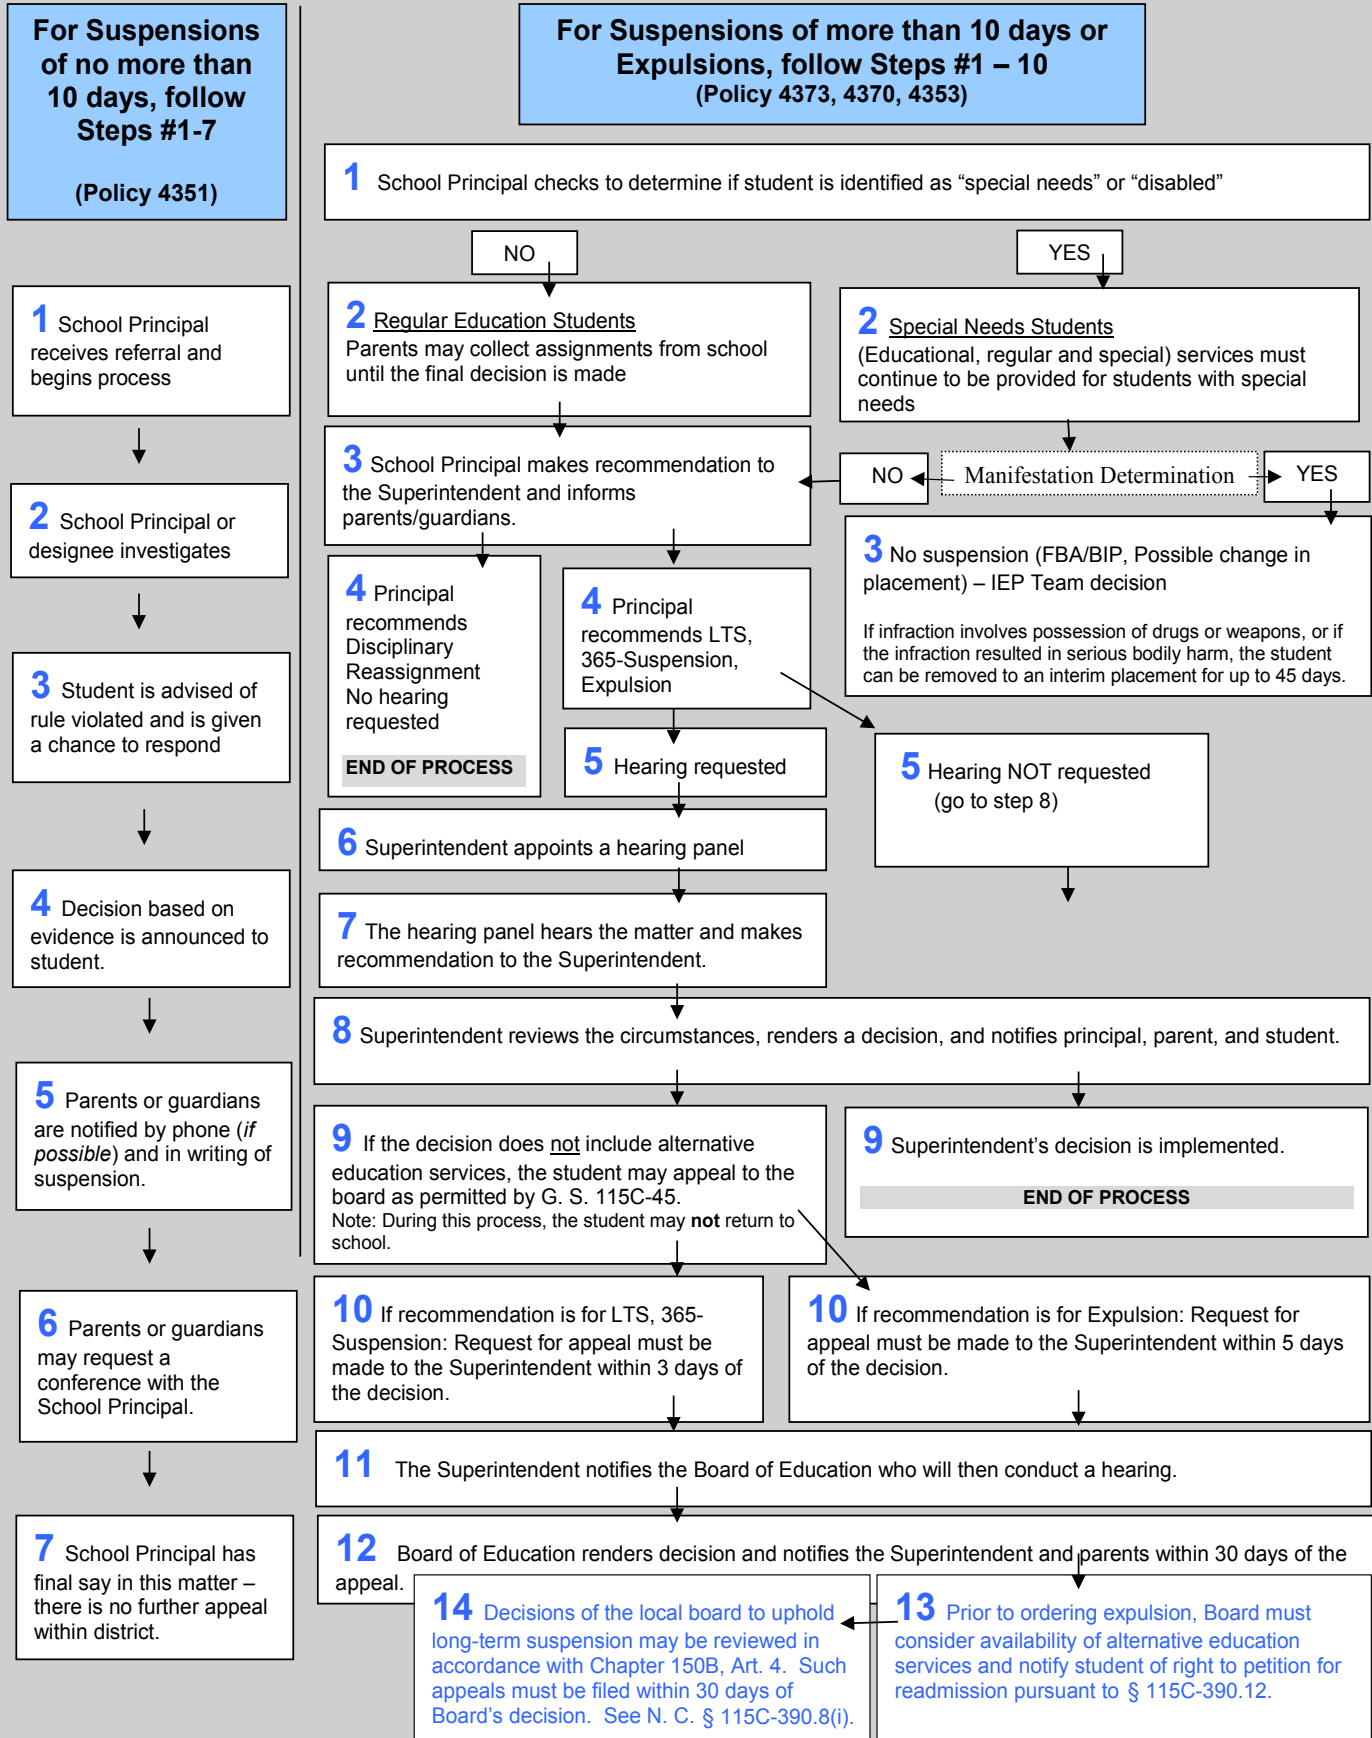 For Suspensions
of no more than
10 days, follow
Steps #1-7
(Policy 4351)
1 School Principal
receives referral and
begins process
2 School Principal or
designee investigates
3 Student is advised of
rule violated and is given
a chance to respond
4 Decision based on
evidence is announced to
student.
5 Parents or guardians
are notified by phone (if
possible) and in writing of
suspension.
6 Parents or guardians
may request a
conference with the
School Principal.
7 School Principal has
final say in this matter –
there is no further appeal
within district.
For Suspensions of more than 10 days or
Expulsions, follow Steps #1 – 10
(Policy 4373, 4370, 4353)
1 School Principal checks to determine if student is identified as “special needs” or “disabled”
NO
YES
2 Regular Education Students
Parents may collect assignments from school
until the final decision is made
2 Special Needs Students
(Educational, regular and special) services must
continue to be provided for students with special
needs
3 School Principal makes recommendation to
the Superintendent and informs
parents/guardians.
NO
Manifestation Determination
YES
3 No suspension (FBA/BIP, Possible change in
placement) – IEP Team decision
If infraction involves possession of drugs or weapons, or if
the infraction resulted in serious bodily harm, the student
can be removed to an interim placement for up to 45 days.
4 Principal
recommends
Disciplinary
Reassignment
No hearing
requested
END OF PROCESS
4 Principal
recommends LTS,
365-Suspension,
Expulsion
5 Hearing requested
5 Hearing NOT requested
(go to step 8)
6 Superintendent appoints a hearing panel
7 The hearing panel hears the matter and makes
recommendation to the Superintendent.
8 Superintendent reviews the circumstances, renders a decision, and notifies principal, parent, and student.
9 If the decision does not include alternative
education services, the student may appeal to the
board as permitted by G. S. 115C-45.
Note: During this process, the student may not return to
school.
9 Superintendent’s decision is implemented.
END OF PROCESS
10 If recommendation is for LTS, 365-
Suspension: Request for appeal must be
made to the Superintendent within 3 days of
the decision.
10 If recommendation is for Expulsion: Request for
appeal must be made to the Superintendent within 5 days
of the decision.
11 The Superintendent notifies the Board of Education who will then conduct a hearing.
12 Board of Education renders decision and notifies the Superintendent and parents within 30 days of the
appeal.
14 Decisions of the local board to uphold
long-term suspension may be reviewed in
accordance with Chapter 150B, Art. 4. Such
appeals must be filed within 30 days of
Board’s decision. See N. C. § 115C-390.8(i).
13 Prior to ordering expulsion, Board must
consider availability of alternative education
services and notify student of right to petition for
readmission pursuant to § 115C-390.12.